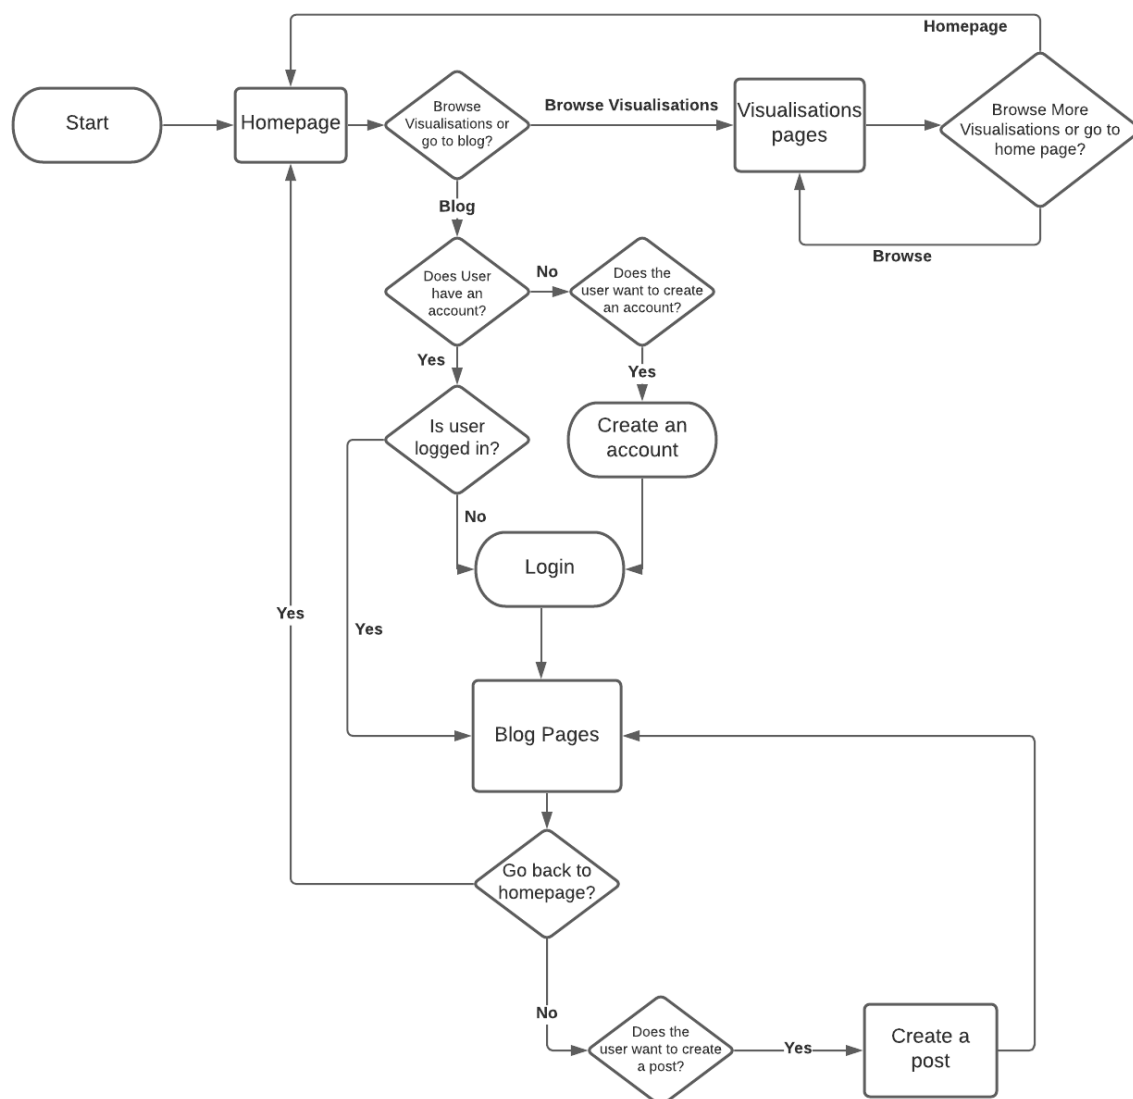 Homepage
Start
Homepage
Browse
Visualisations or
go to blog?
Browse Visualisations
Visualisations
pages
Browse More
Visualisations or go to
home page?
Blog
Browse
Does User
have an
account?
No
Does the
user want to create
an account?
Yes
Yes
Is user
logged in?
Create an
account
No
Login
Yes
Yes
Blog Pages
Go back to
homepage?
No
Does the
user want to create
a post?
Yes
Create a
post